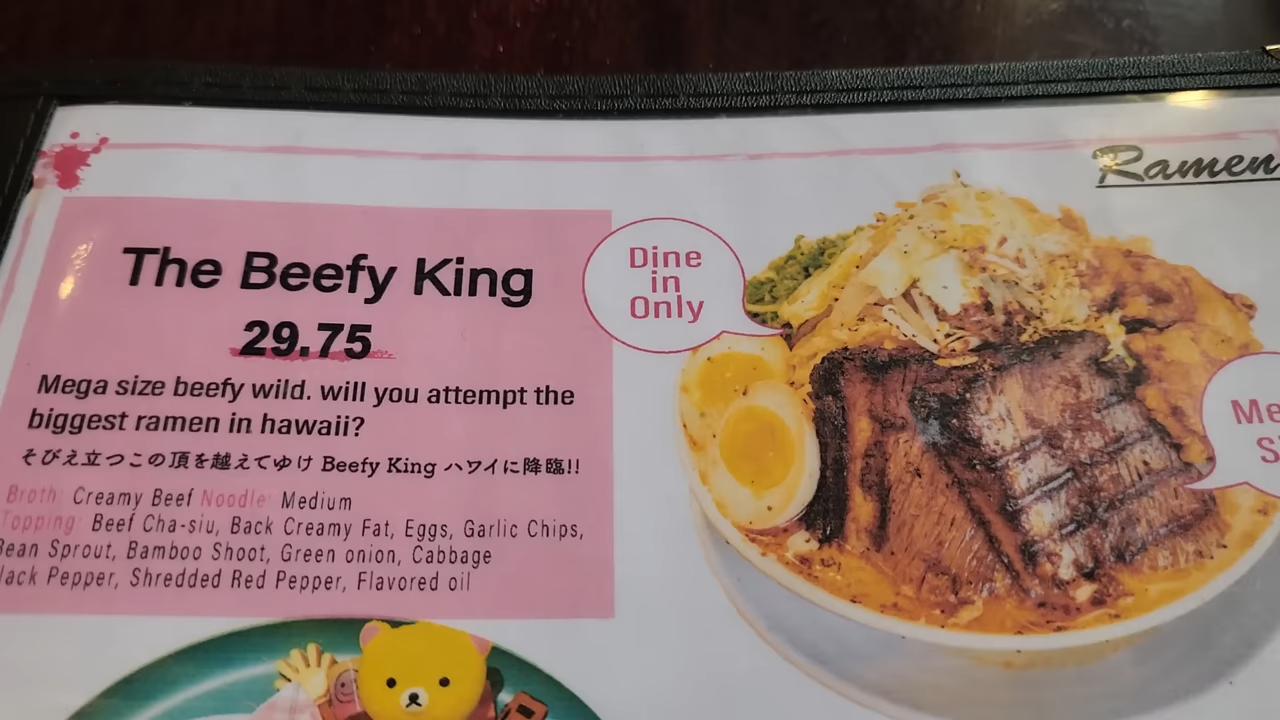 Ramen
The Beefy King
29.75
Dine
in
Only
Mega size beefy wild. will you attempt the
biggest ramen in hawaii?
そびえ立つこの頂を越えてゆけ Beefy King ハワイに降臨!!
Broth: Creamy Beef Noodle: Medium
Topping: Beef Cha-siu, Back Creamy Fat, Eggs, Garlic Chips,
Bean Sprout, Bamboo Shoot, Green onion, Cabbage
lack Pepper, Shredded Red Pepper, Flavored oil